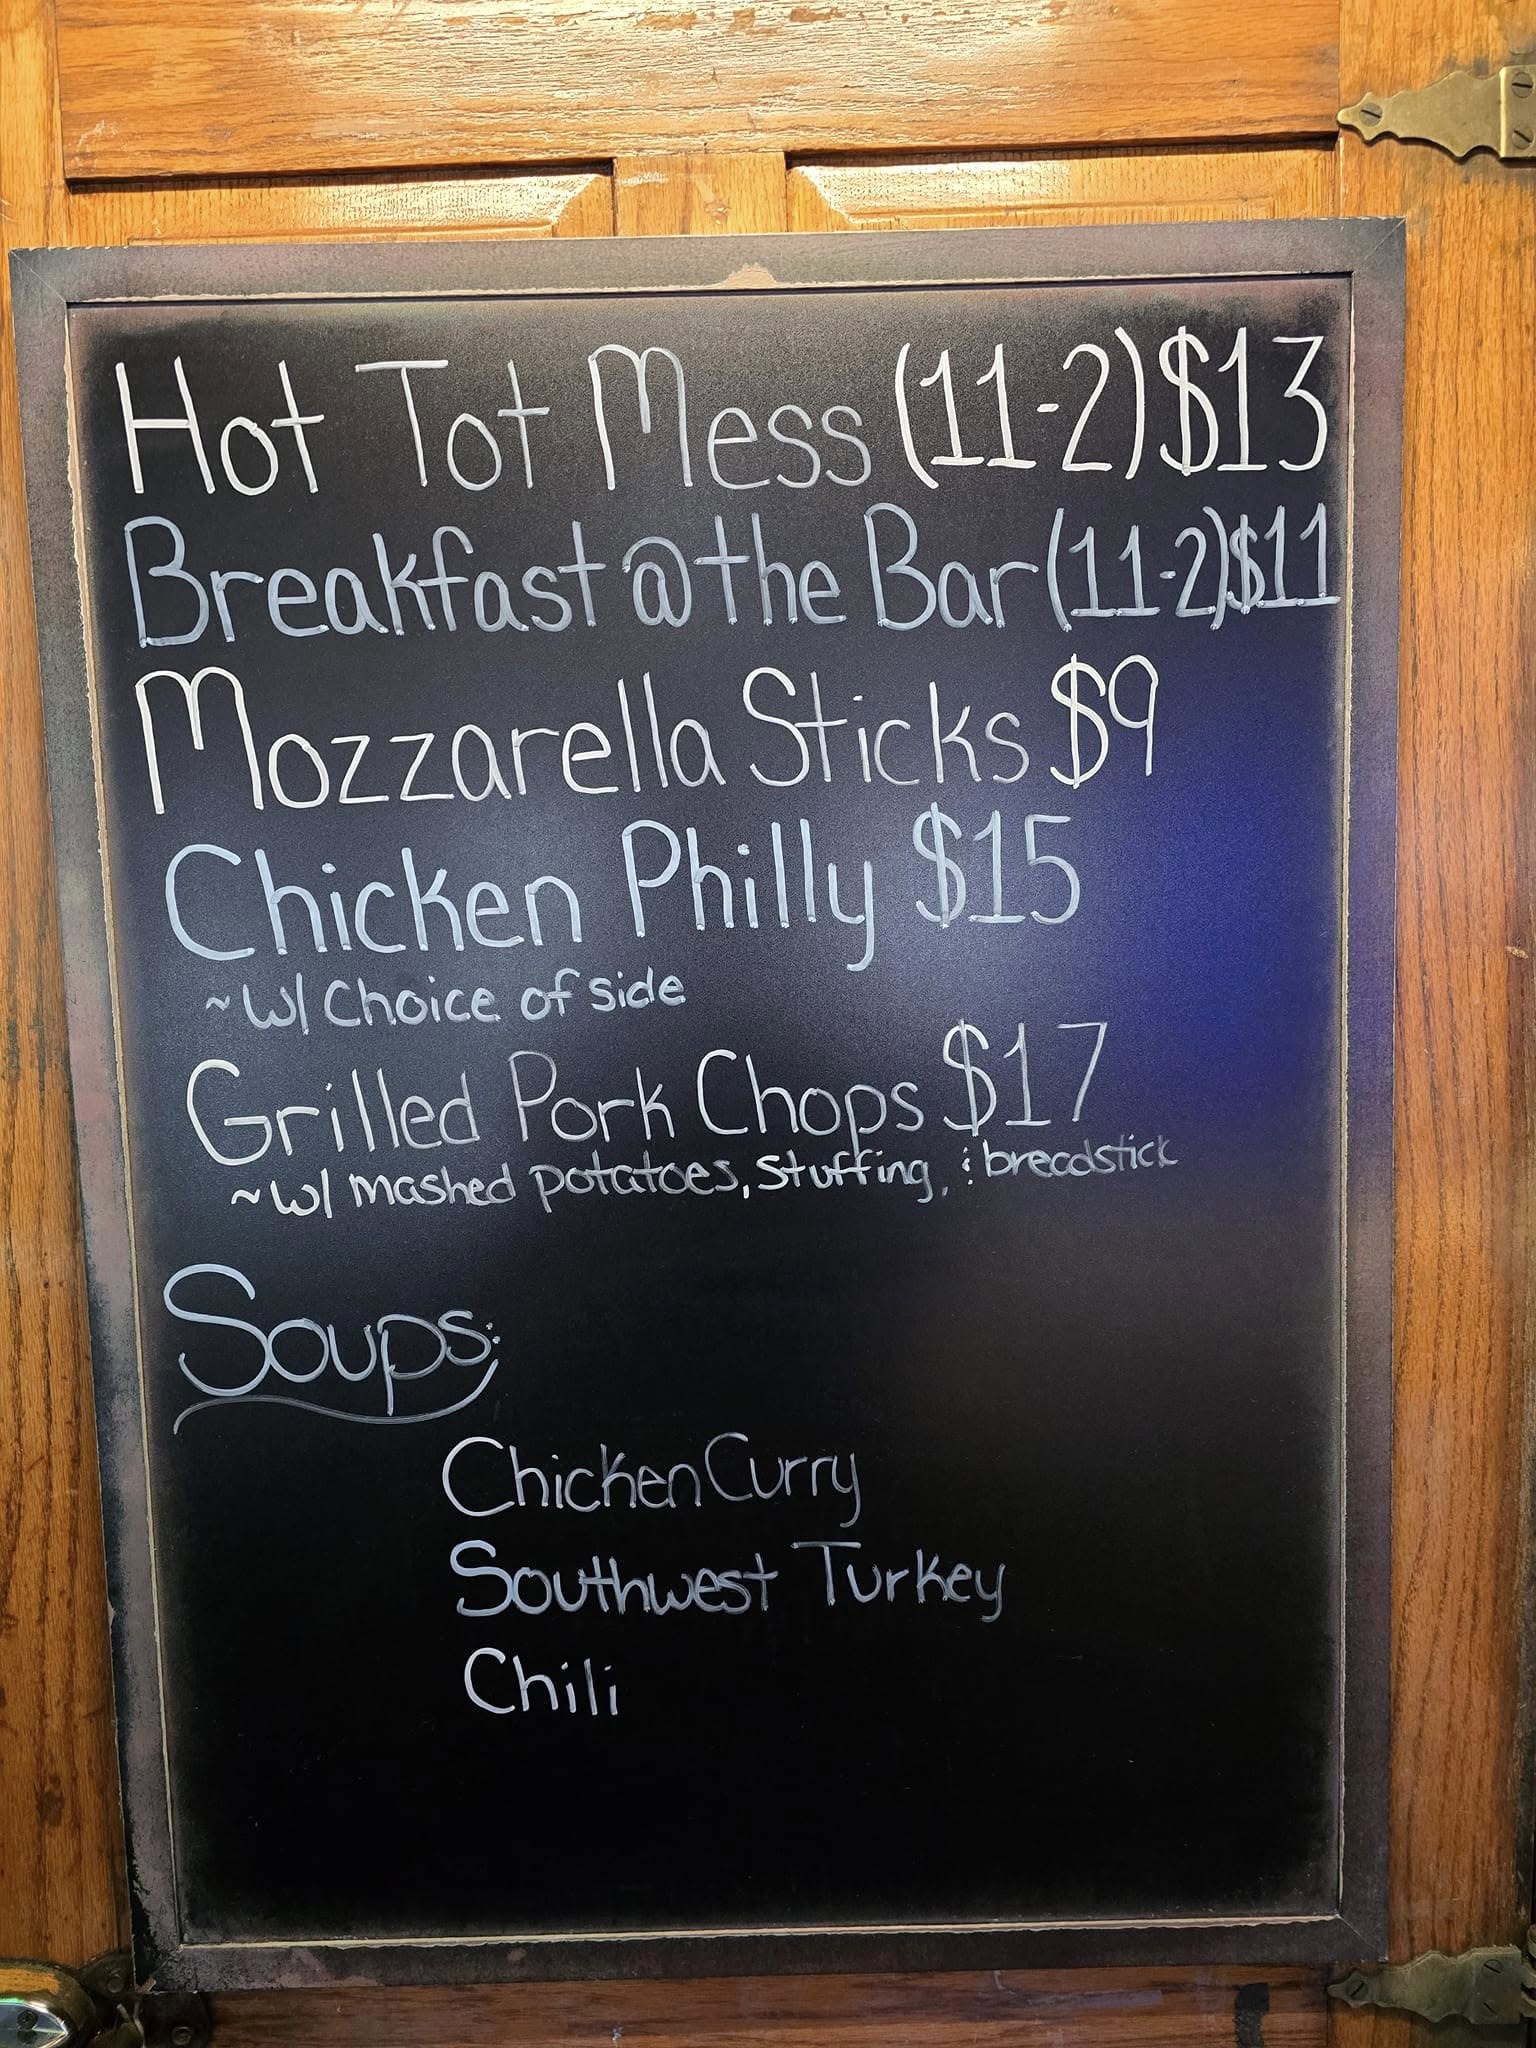 Hot Tot Mess (11-2) $13
Breakfast @ the Bar (11-2) $11
Mozzarella Sticks $9
Chicken Philly $15
~ w/ choice of side
Grilled Pork Chops $17
~ w/ mashed potatoes, stuffing, & breadstick
Soups:
Chicken Curry
Southwest Turkey
Chili